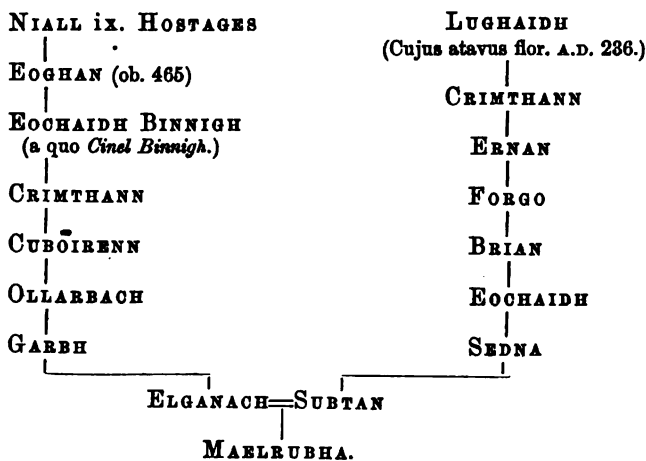 NIALL ix. HOSTAGES
EOGHAN (ob. 465)
EOCHAIDH BINNIGH
(a quo Cinel Binnigh.)
CRIMTHANN
CUBOIRENN
OLLARBACH
GARBH
LUGHAIDH
(Cujus atavus flor. A.D. 236.)
CRIMTHANN
ERNAN
FORGO
BRIAN
EOCHAIDH
SEDNA
ELGANACH=SUBTAN
MAELRUBHA.